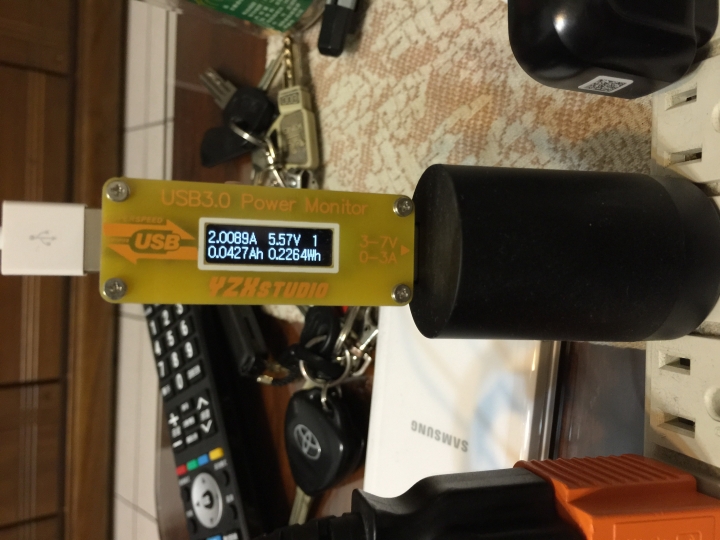 USB3.0 Power Monitor
USB
2.0089A 5.57V 1
0.0427Ah 0.2264Wh
3-7V
0-3A
YZXSTUDIO
SAMSUNG